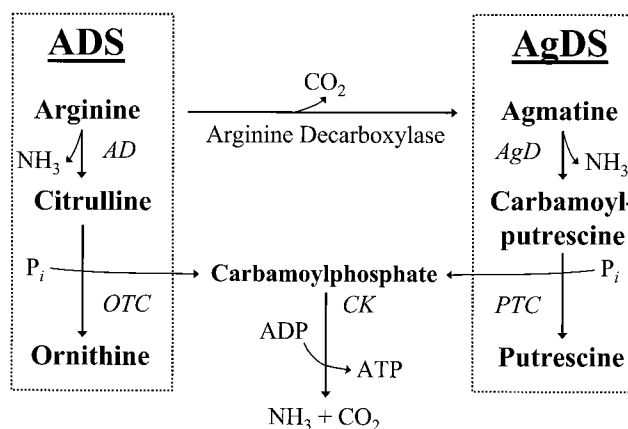 ADS
AgDS
CO2
Arginine
Agmatine
Arginine Decarboxylase
NH3
AD
AgD
NH3
Citrulline
Carbamoyl-
putrescine
Pi
Carbamoylphosphate
Pi
OTC
CK
PTC
ADP
ATP
Ornithine
Putrescine
NH3 + CO2